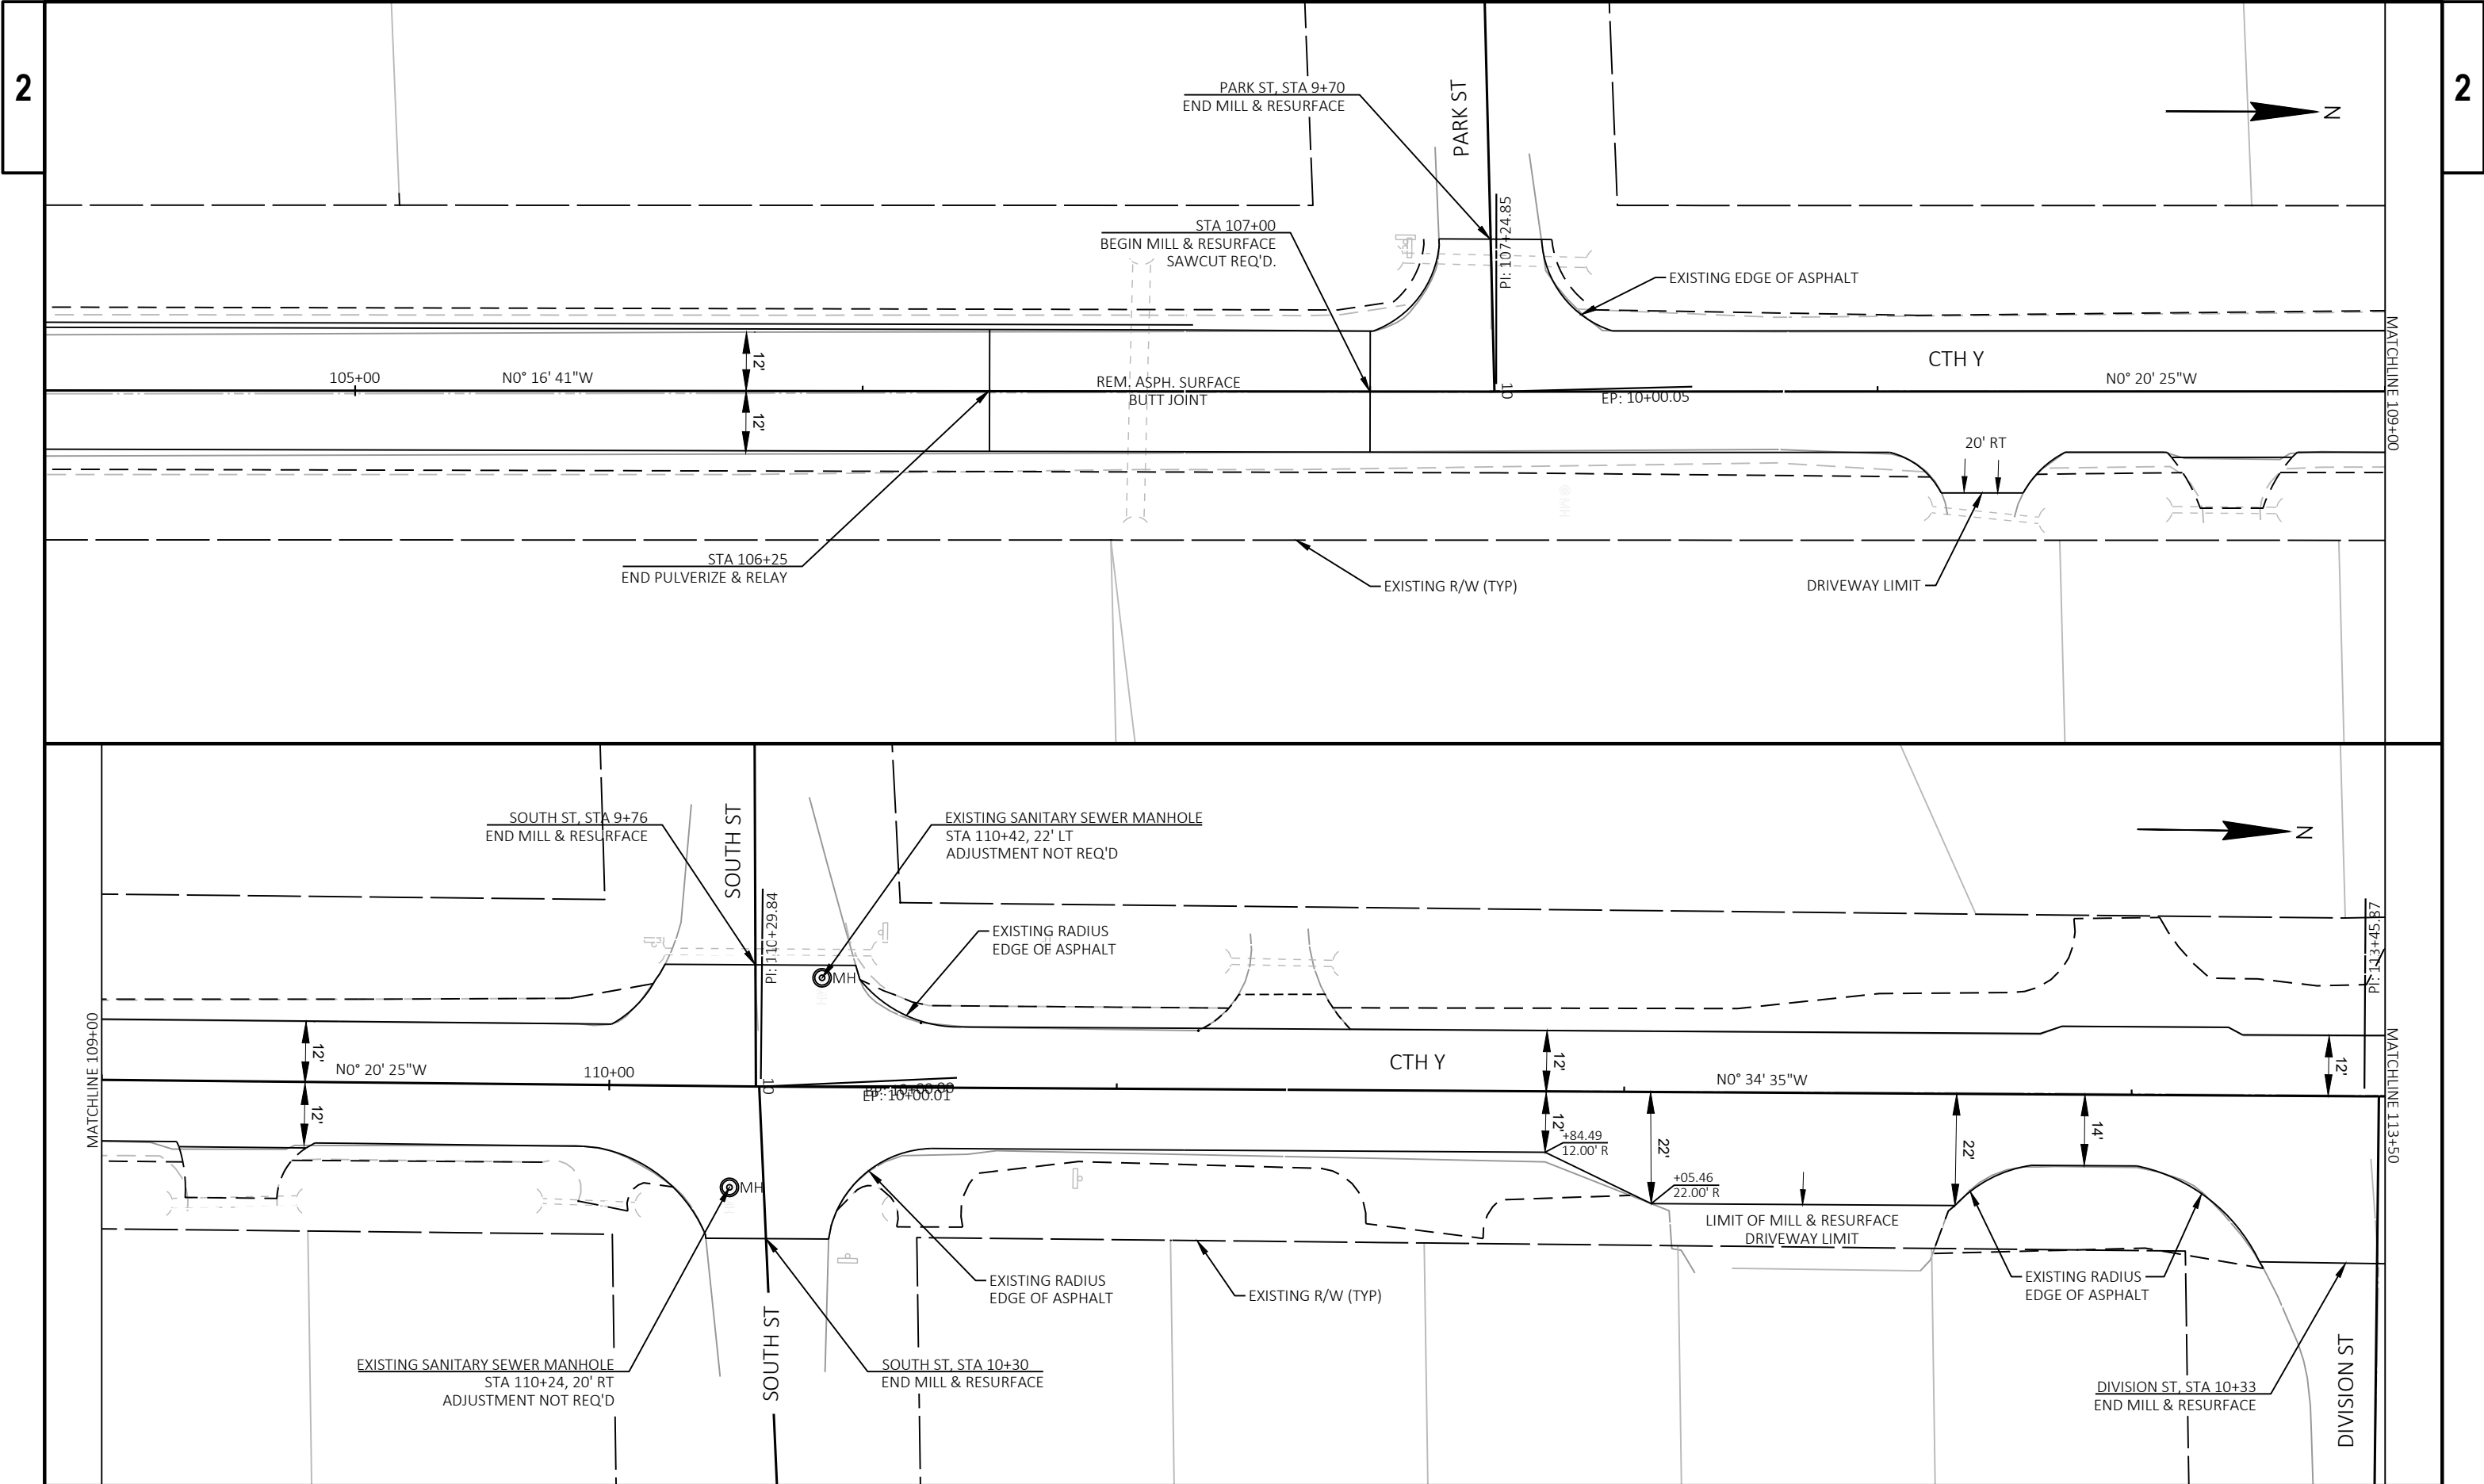 2
2
PARK ST, STA 9+70
END MILL & RESURFACE
PARK ST
N
STA 107+00
BEGIN MILL & RESURFACE
SAWCUT REQ'D.
PI: 107+24.85
EXISTING EDGE OF ASPHALT
MATCHLINE 109+00
CTH Y
12'
105+00
N0° 16' 41"W
REM. ASPH. SURFACE
BUTT JOINT
10
EP: 10+00.05
N0° 20' 25"W
12'
20' RT
MH
STA 106+25
END PULVERIZE & RELAY
EXISTING R/W (TYP)
DRIVEWAY LIMIT
SOUTH ST, STA 9+76
END MILL & RESURFACE
SOUTH ST
EXISTING SANITARY SEWER MANHOLE
STA 110+42, 22' LT
ADJUSTMENT NOT REQ'D
N
PI: 110+29.84
EXISTING RADIUS
EDGE OF ASPHALT
PI: 113+45.87
MH
MATCHLINE 109+00
12'
N0° 20' 25"W
110+00
10
EP: 10+00.01
CTH Y
12'
N0° 34' 35"W
12'
MATCHLINE 113+50
12'
12'
+84.49
12.00' R
22'
22'
14'
MH
+05.46
22.00' R
LIMIT OF MILL & RESURFACE
DRIVEWAY LIMIT
EXISTING RADIUS
EDGE OF ASPHALT
EXISTING R/W (TYP)
EXISTING RADIUS
EDGE OF ASPHALT
EXISTING SANITARY SEWER MANHOLE
STA 110+24, 20' RT
ADJUSTMENT NOT REQ'D
SOUTH ST
SOUTH ST, STA 10+30
END MILL & RESURFACE
DIVISION ST, STA 10+33
END MILL & RESURFACE
DIVISION ST